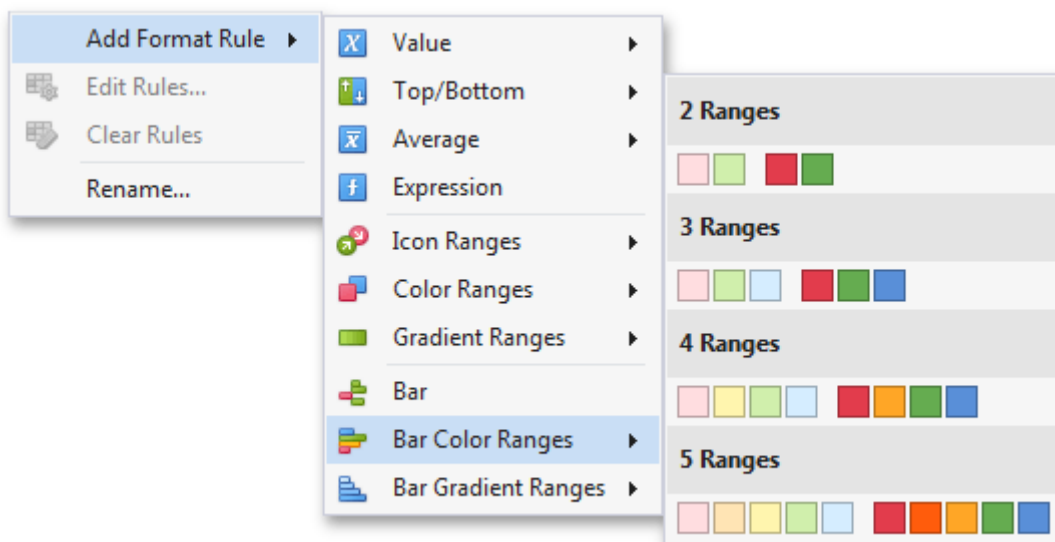 Add Format Rule
Edit Rules...
Clear Rules
Rename...
Value
Top/Bottom
Average
Expression
Icon Ranges
Color Ranges
Gradient Ranges
Bar
Bar Color Ranges
Bar Gradient Ranges
2 Ranges
3 Ranges
4 Ranges
5 Ranges